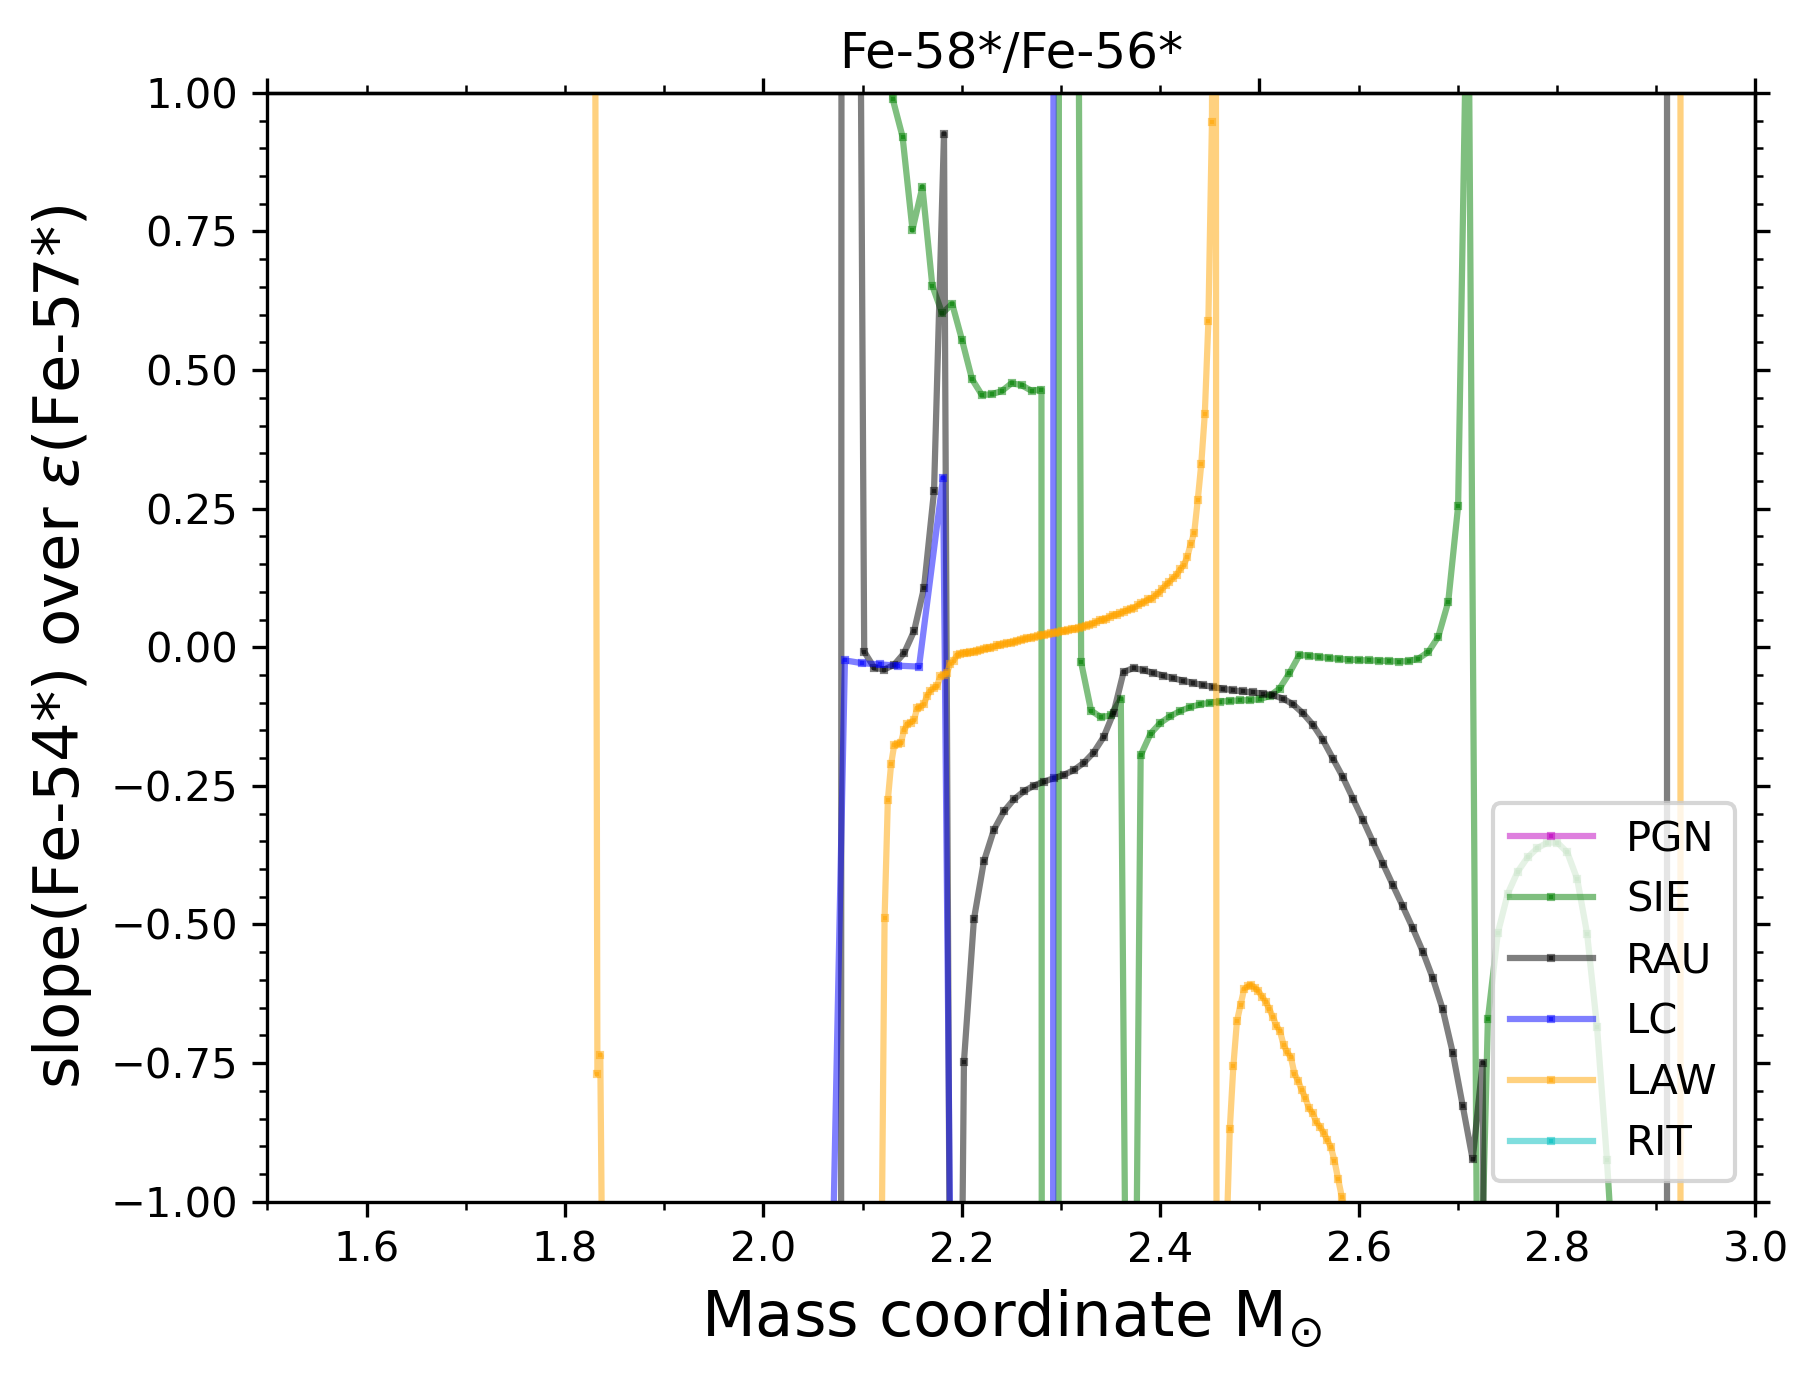 Fe-58*/Fe-56*
slope(Fe-54*) over ε(Fe-57*)
1.00
0.75
0.50
0.25
0.00
−0.25
−0.50
−0.75
−1.00
PGN
SIE
RAU
LC
LAW
RIT
1.6 1.8 2.0 2.2 2.4 2.6 2.8 3.0
Mass coordinate M⊙